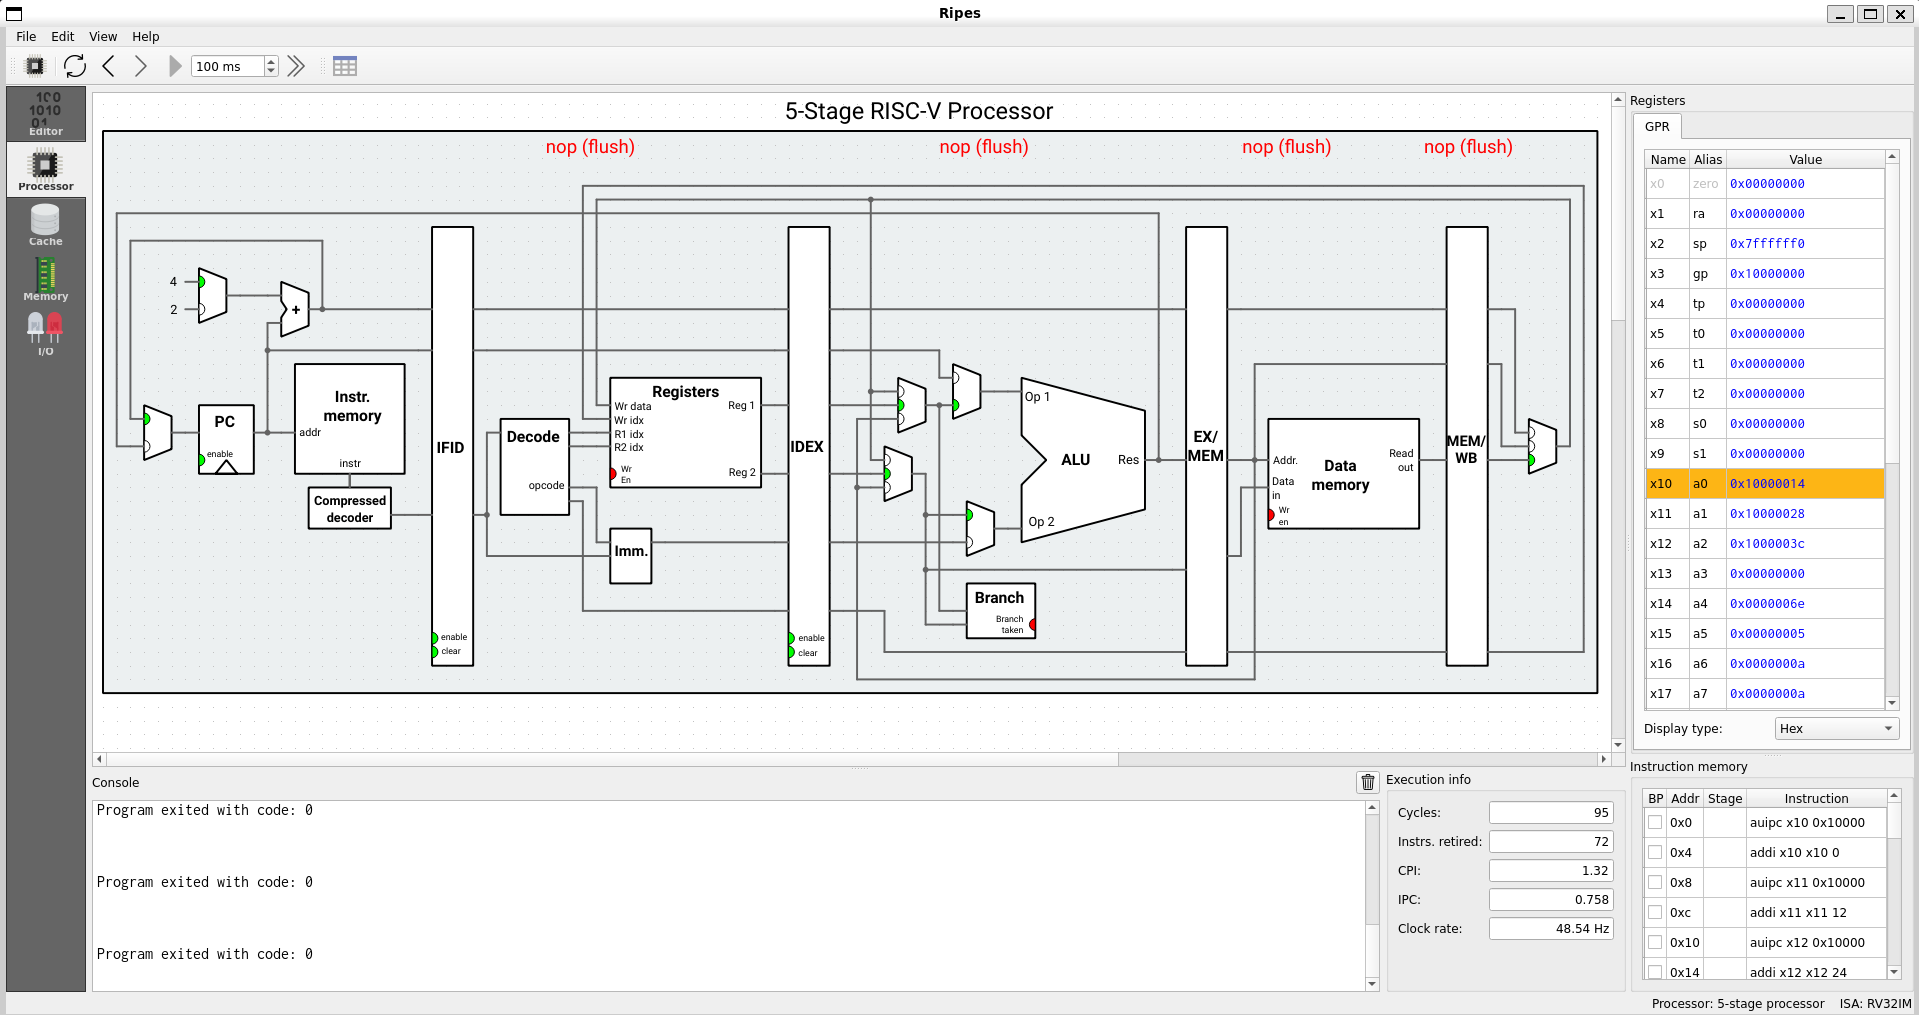 Ripes
File Edit View Help
100 ms
Editor
Processor
Cache
Memory
I/O
5-Stage RISC-V Processor
nop (flush) nop (flush) nop (flush) nop (flush)
4
2
+
PC
enable
Instr.
memory
addr
instr
Compressed
decoder
IFID
enable
clear
Decode
opcode
Registers
Wr data
Wr idx
R1 idx
R2 idx
Wr
En
Reg 1
Reg 2
Imm.
IDEX
enable
clear
Op 1
ALU
Res
Op 2
Branch
Branch
taken
EX/
MEM
Addr.
Data
in
Wr
en
Data
memory
Read
out
MEM/
WB
Registers
GPR
Name Alias Value
x0 zero 0x00000000
x1 ra 0x00000000
x2 sp 0x7ffffff0
x3 gp 0x10000000
x4 tp 0x00000000
x5 t0 0x00000000
x6 t1 0x00000000
x7 t2 0x00000000
x8 s0 0x00000000
x9 s1 0x00000000
x10 a0 0x10000014
x11 a1 0x10000028
x12 a2 0x1000003c
x13 a3 0x00000000
x14 a4 0x0000006e
x15 a5 0x00000005
x16 a6 0x0000000a
x17 a7 0x0000000a
Display type: Hex
Console
Program exited with code: 0
Program exited with code: 0
Program exited with code: 0
Execution info
Cycles: 95
Instrs. retired: 72
CPI: 1.32
IPC: 0.758
Clock rate: 48.54 Hz
Instruction memory
BP Addr Stage Instruction
0x0 auipc x10 0x10000
0x4 addi x10 x10 0
0x8 auipc x11 0x10000
0xc addi x11 x11 12
0x10 auipc x12 0x10000
0x14 addi x12 x12 24
Processor: 5-stage processor ISA: RV32IM